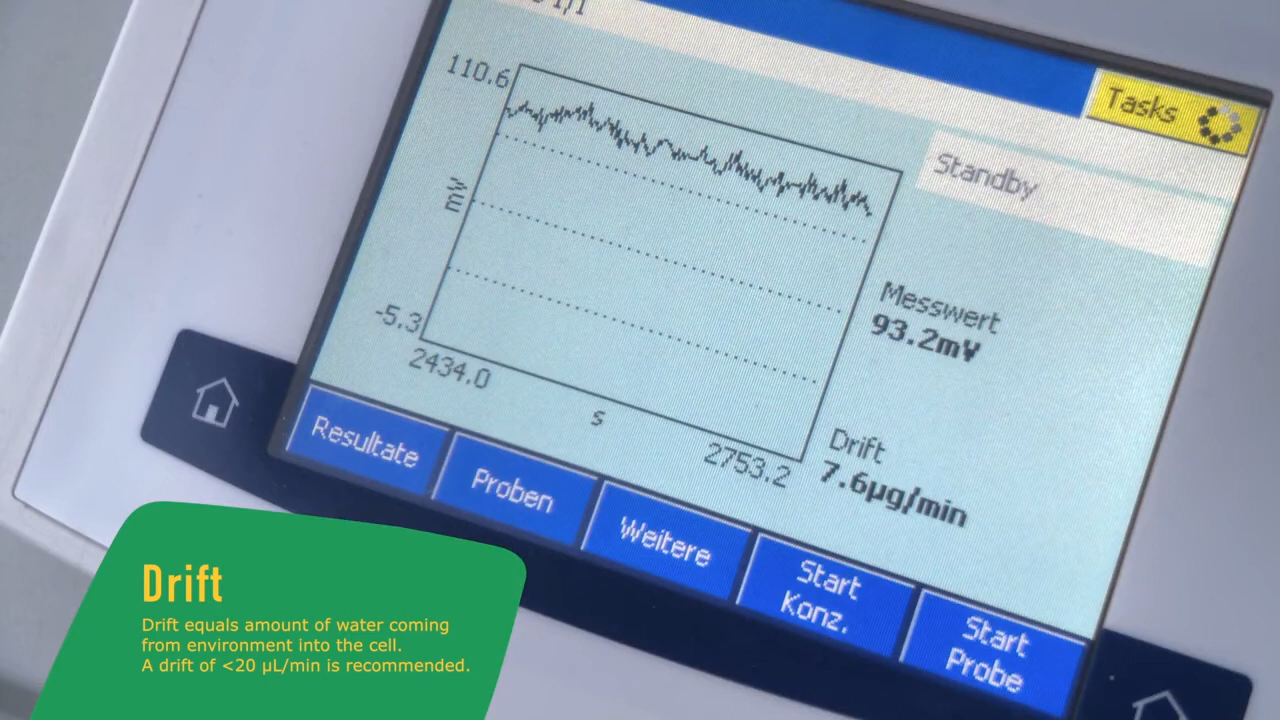 110.6
mV
-5.3
2434.0
s
2753.2
Tasks
Standby
Messwert
93.2mV
Drift
7.6µg/min
Resultate
Proben
Weitere
Start
Konz.
Start
Probe
Drift
Drift equals amount of water coming
from environment into the cell.
A drift of <20 µL/min is recommended.